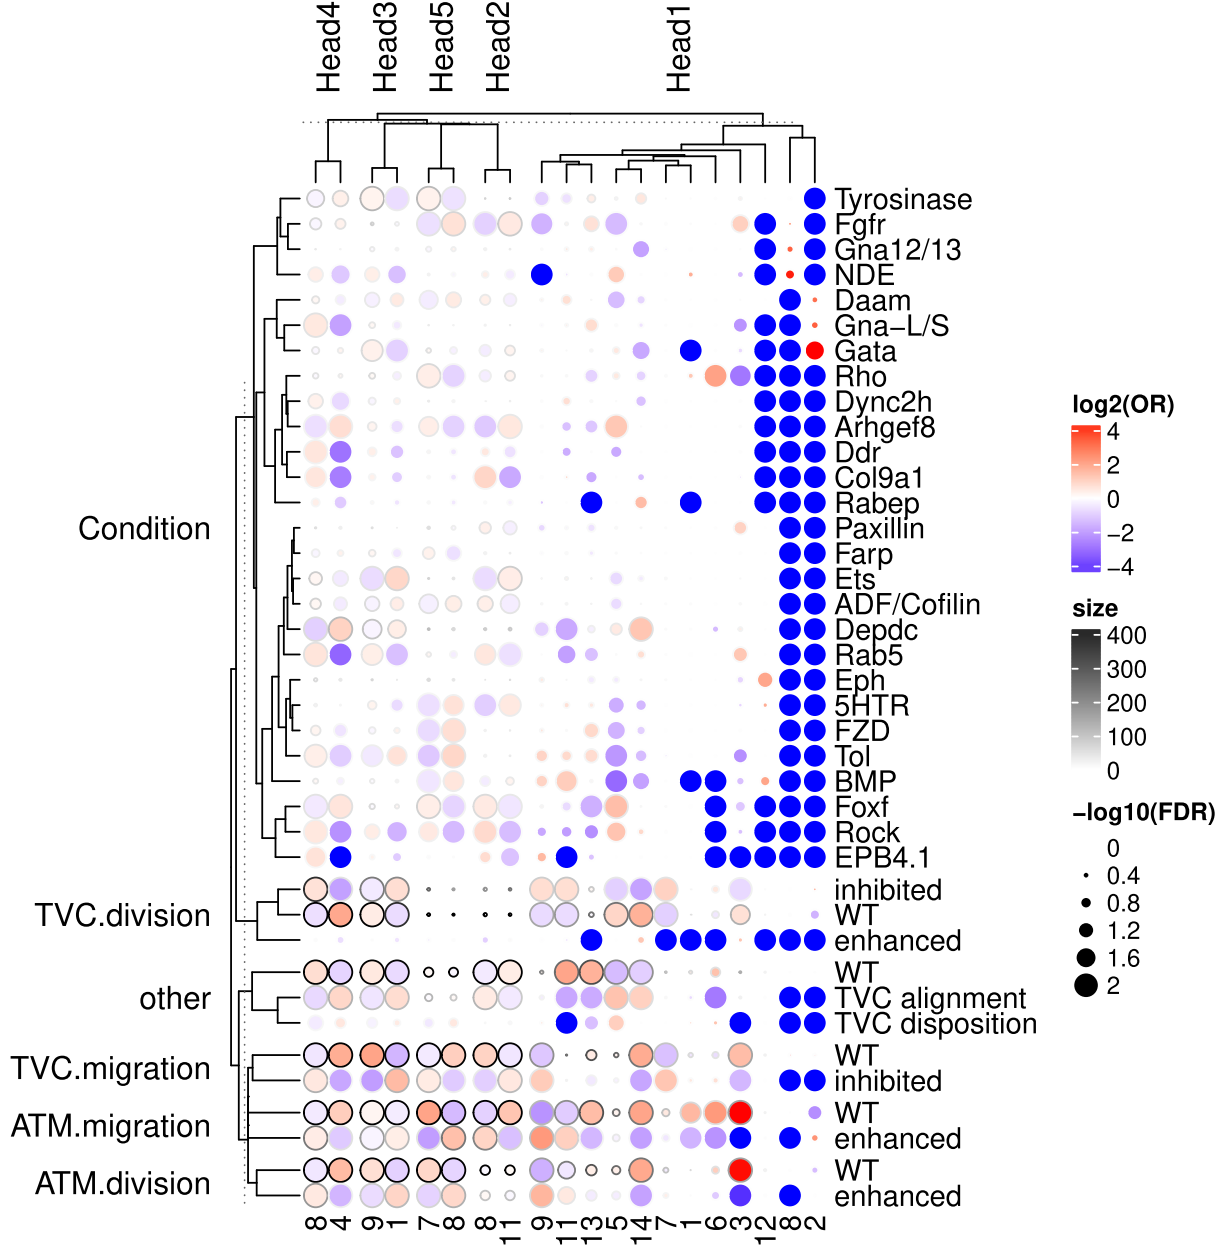 Head4
Head3
Head5
Head2
Head1
Tyrosinase
Fgfr
Gna12/13
NDE
Daam
Gna−L/S
Gata
Rho
Dync2h
Arhgef8
Ddr
Col9a1
Rabep
Paxillin
Farp
Ets
ADF/Cofilin
Depdc
Rab5
Eph
5HTR
FZD
Tol
BMP
Foxf
Rock
EPB4.1
inhibited
WT
enhanced
WT
TVC alignment
TVC disposition
WT
inhibited
WT
enhanced
WT
enhanced
Condition
TVC.division
other
TVC.migration
ATM.migration
ATM.division
8 4 9 1 7 8 8 11 9 11 13 5 14 7 1 6 3 12 8 2
log2(OR)
4
2
0
−2
−4
size
400
300
200
100
0
−log10(FDR)
0
0.4
0.8
1.2
1.6
2